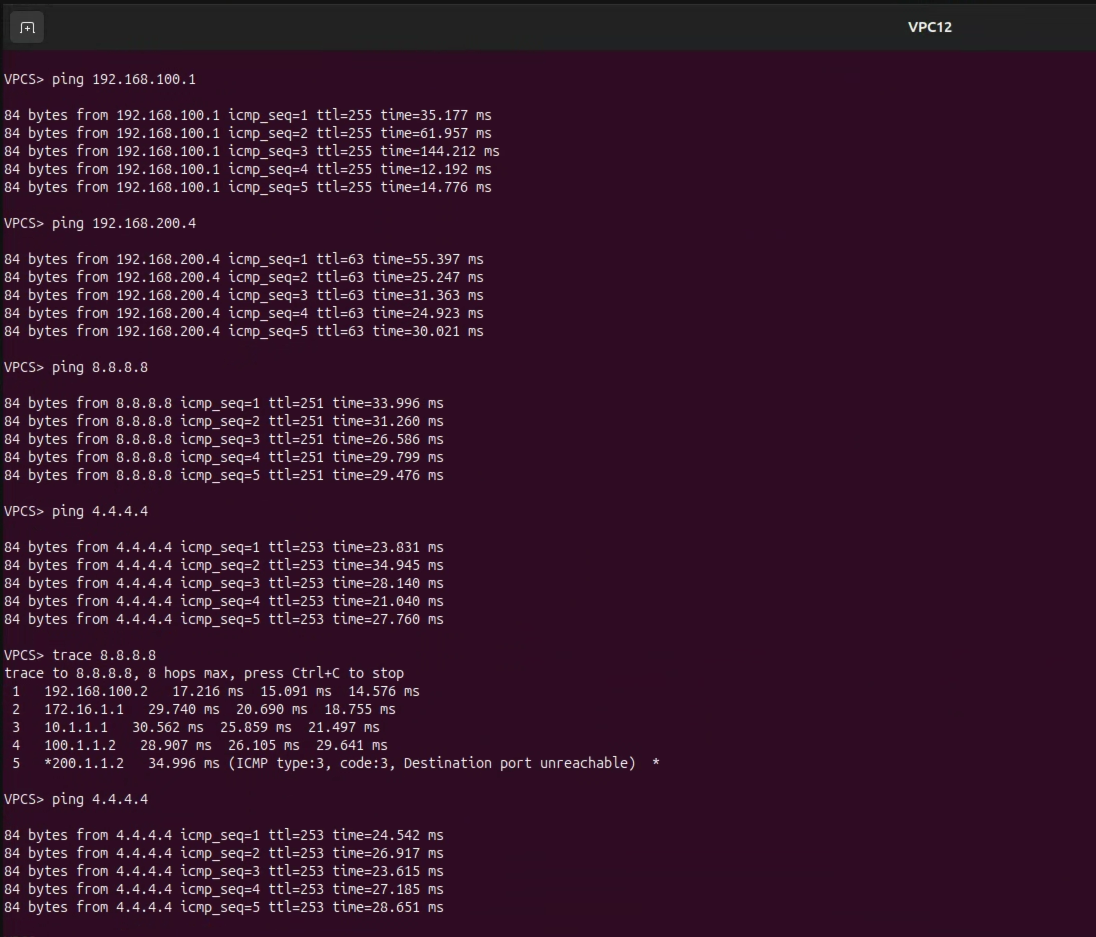 VPC12
VPCS> ping 192.168.100.1
84 bytes from 192.168.100.1 icmp_seq=1 ttl=255 time=35.177 ms
84 bytes from 192.168.100.1 icmp_seq=2 ttl=255 time=61.957 ms
84 bytes from 192.168.100.1 icmp_seq=3 ttl=255 time=144.212 ms
84 bytes from 192.168.100.1 icmp_seq=4 ttl=255 time=12.192 ms
84 bytes from 192.168.100.1 icmp_seq=5 ttl=255 time=14.776 ms
VPCS> ping 192.168.200.4
84 bytes from 192.168.200.4 icmp_seq=1 ttl=63 time=55.397 ms
84 bytes from 192.168.200.4 icmp_seq=2 ttl=63 time=25.247 ms
84 bytes from 192.168.200.4 icmp_seq=3 ttl=63 time=31.363 ms
84 bytes from 192.168.200.4 icmp_seq=4 ttl=63 time=24.923 ms
84 bytes from 192.168.200.4 icmp_seq=5 ttl=63 time=30.021 ms
VPCS> ping 8.8.8.8
84 bytes from 8.8.8.8 icmp_seq=1 ttl=251 time=33.996 ms
84 bytes from 8.8.8.8 icmp_seq=2 ttl=251 time=31.260 ms
84 bytes from 8.8.8.8 icmp_seq=3 ttl=251 time=26.586 ms
84 bytes from 8.8.8.8 icmp_seq=4 ttl=251 time=29.799 ms
84 bytes from 8.8.8.8 icmp_seq=5 ttl=251 time=29.476 ms
VPCS> ping 4.4.4.4
84 bytes from 4.4.4.4 icmp_seq=1 ttl=253 time=23.831 ms
84 bytes from 4.4.4.4 icmp_seq=2 ttl=253 time=34.945 ms
84 bytes from 4.4.4.4 icmp_seq=3 ttl=253 time=28.140 ms
84 bytes from 4.4.4.4 icmp_seq=4 ttl=253 time=21.040 ms
84 bytes from 4.4.4.4 icmp_seq=5 ttl=253 time=27.760 ms
VPCS> trace 8.8.8.8
trace to 8.8.8.8, 8 hops max, press Ctrl+C to stop
1 192.168.100.2 17.216 ms 15.091 ms 14.576 ms
2 172.16.1.1 29.740 ms 20.690 ms 18.755 ms
3 10.1.1.1 30.562 ms 25.859 ms 21.497 ms
4 100.1.1.2 28.907 ms 26.105 ms 29.641 ms
5 *200.1.1.2 34.996 ms (ICMP type:3, code:3, Destination port unreachable) *
VPCS> ping 4.4.4.4
84 bytes from 4.4.4.4 icmp_seq=1 ttl=253 time=24.542 ms
84 bytes from 4.4.4.4 icmp_seq=2 ttl=253 time=26.917 ms
84 bytes from 4.4.4.4 icmp_seq=3 ttl=253 time=23.615 ms
84 bytes from 4.4.4.4 icmp_seq=4 ttl=253 time=27.185 ms
84 bytes from 4.4.4.4 icmp_seq=5 ttl=253 time=28.651 ms